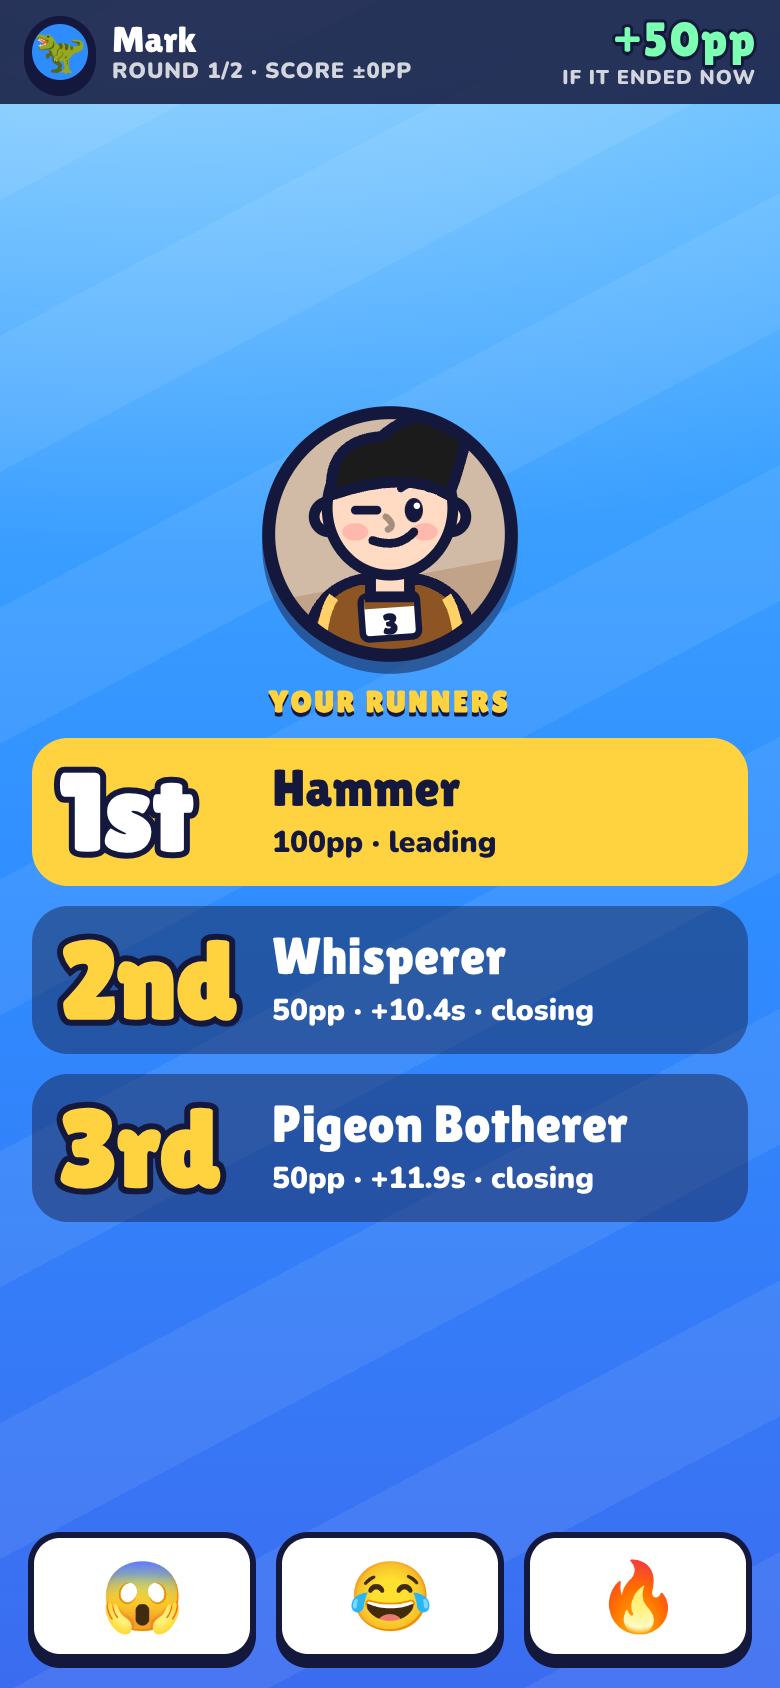 Mark
ROUND 1/2 · SCORE ±0PP
+50pp
IF IT ENDED NOW
3
YOUR RUNNERS
1st
Hammer
100pp · leading
2nd
Whisperer
50pp · +10.4s · closing
3rd
Pigeon Botherer
50pp · +11.9s · closing